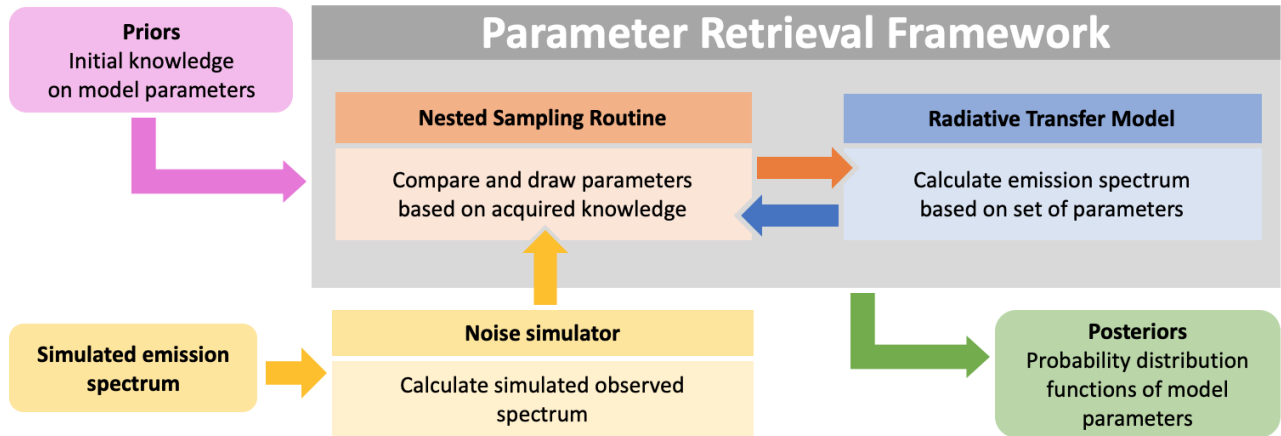 Priors
Initial knowledge
on model parameters
Parameter Retrieval Framework
Nested Sampling Routine
Compare and draw parameters
based on acquired knowledge
Radiative Transfer Model
Calculate emission spectrum
based on set of parameters
Simulated emission
spectrum
Noise simulator
Calculate simulated observed
spectrum
Posteriors
Probability distribution
functions of model
parameters